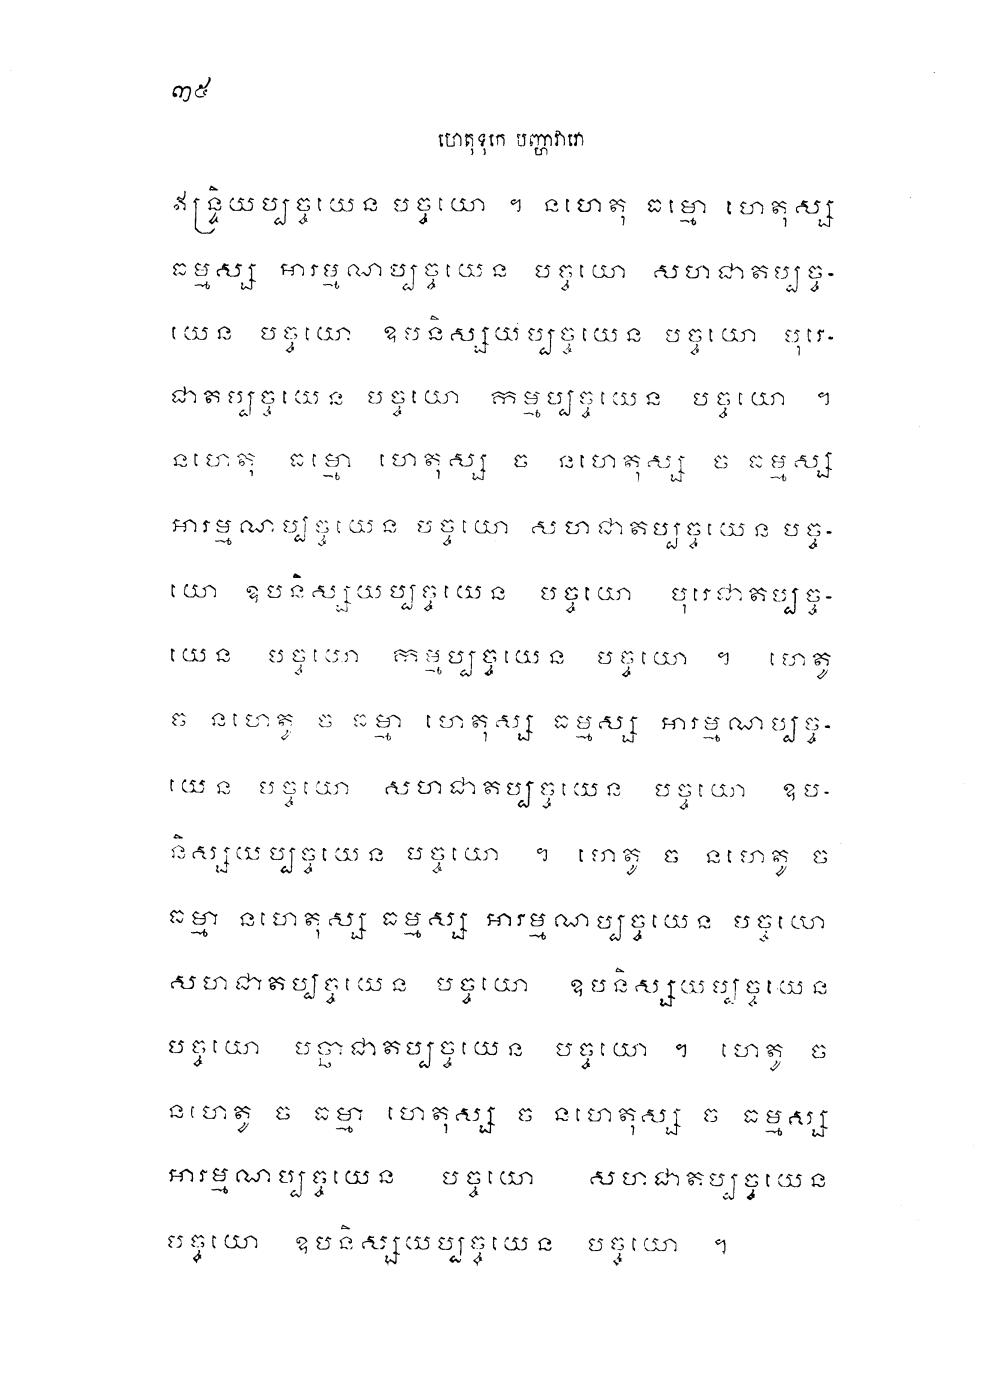 ៣៥
ហេតុទុកេ បញ្ហាវារោ
ឥន្ទ្រិយប្បច្ចយេន បច្ចយោ ។ នហេតុ ធម្មោ ហេតុស្ស
ធម្មស្ស អារម្មណប្បច្ចយេន បច្ចយោ សហជាតប្បច្ច-
យេន បច្ចយោ ឧបនិស្សយប្បច្ចយេន បច្ចយោ បុរេ-
ជាតប្បច្ចយេន បច្ចយោ កម្មប្បច្ចយេន បច្ចយោ ។
នហេតុ ធម្មោ ហេតុស្ស ច នហេតុស្ស ច ធម្មស្ស
អារម្មណប្បច្ចយេន បច្ចយោ សហជាតប្បច្ចយេន បច្ច-
យោ ឧបនិស្សយប្បច្ចយេន បច្ចយោ បុរេជាតប្បច្ច-
យេន បច្ចយោ កម្មប្បច្ចយេន បច្ចយោ ។ ហេតូ
ច នហេតូ ច ធម្មា ហេតុស្ស ធម្មស្ស អារម្មណប្បច្ច-
យេន បច្ចយោ សហជាតប្បច្ចយេន បច្ចយោ ឧប-
និស្សយប្បច្ចយេន បច្ចយោ ។ ហេតូ ច នហេតូ ច
ធម្មា នហេតុស្ស ធម្មស្ស អារម្មណប្បច្ចយេន បច្ចយោ
សហជាតប្បច្ចយេន បច្ចយោ ឧបនិស្សយប្បច្ចយេន
បច្ចយោ បច្ឆាជាតប្បច្ចយេន បច្ចយោ ។ ហេតូ ច
នហេតូ ច ធម្មា ហេតុស្ស ច នហេតុស្ស ច ធម្មស្ស
អារម្មណប្បច្ចយេន បច្ចយោ សហជាតប្បច្ចយេន
បច្ចយោ ឧបនិស្សយប្បច្ចយេន បច្ចយោ ។